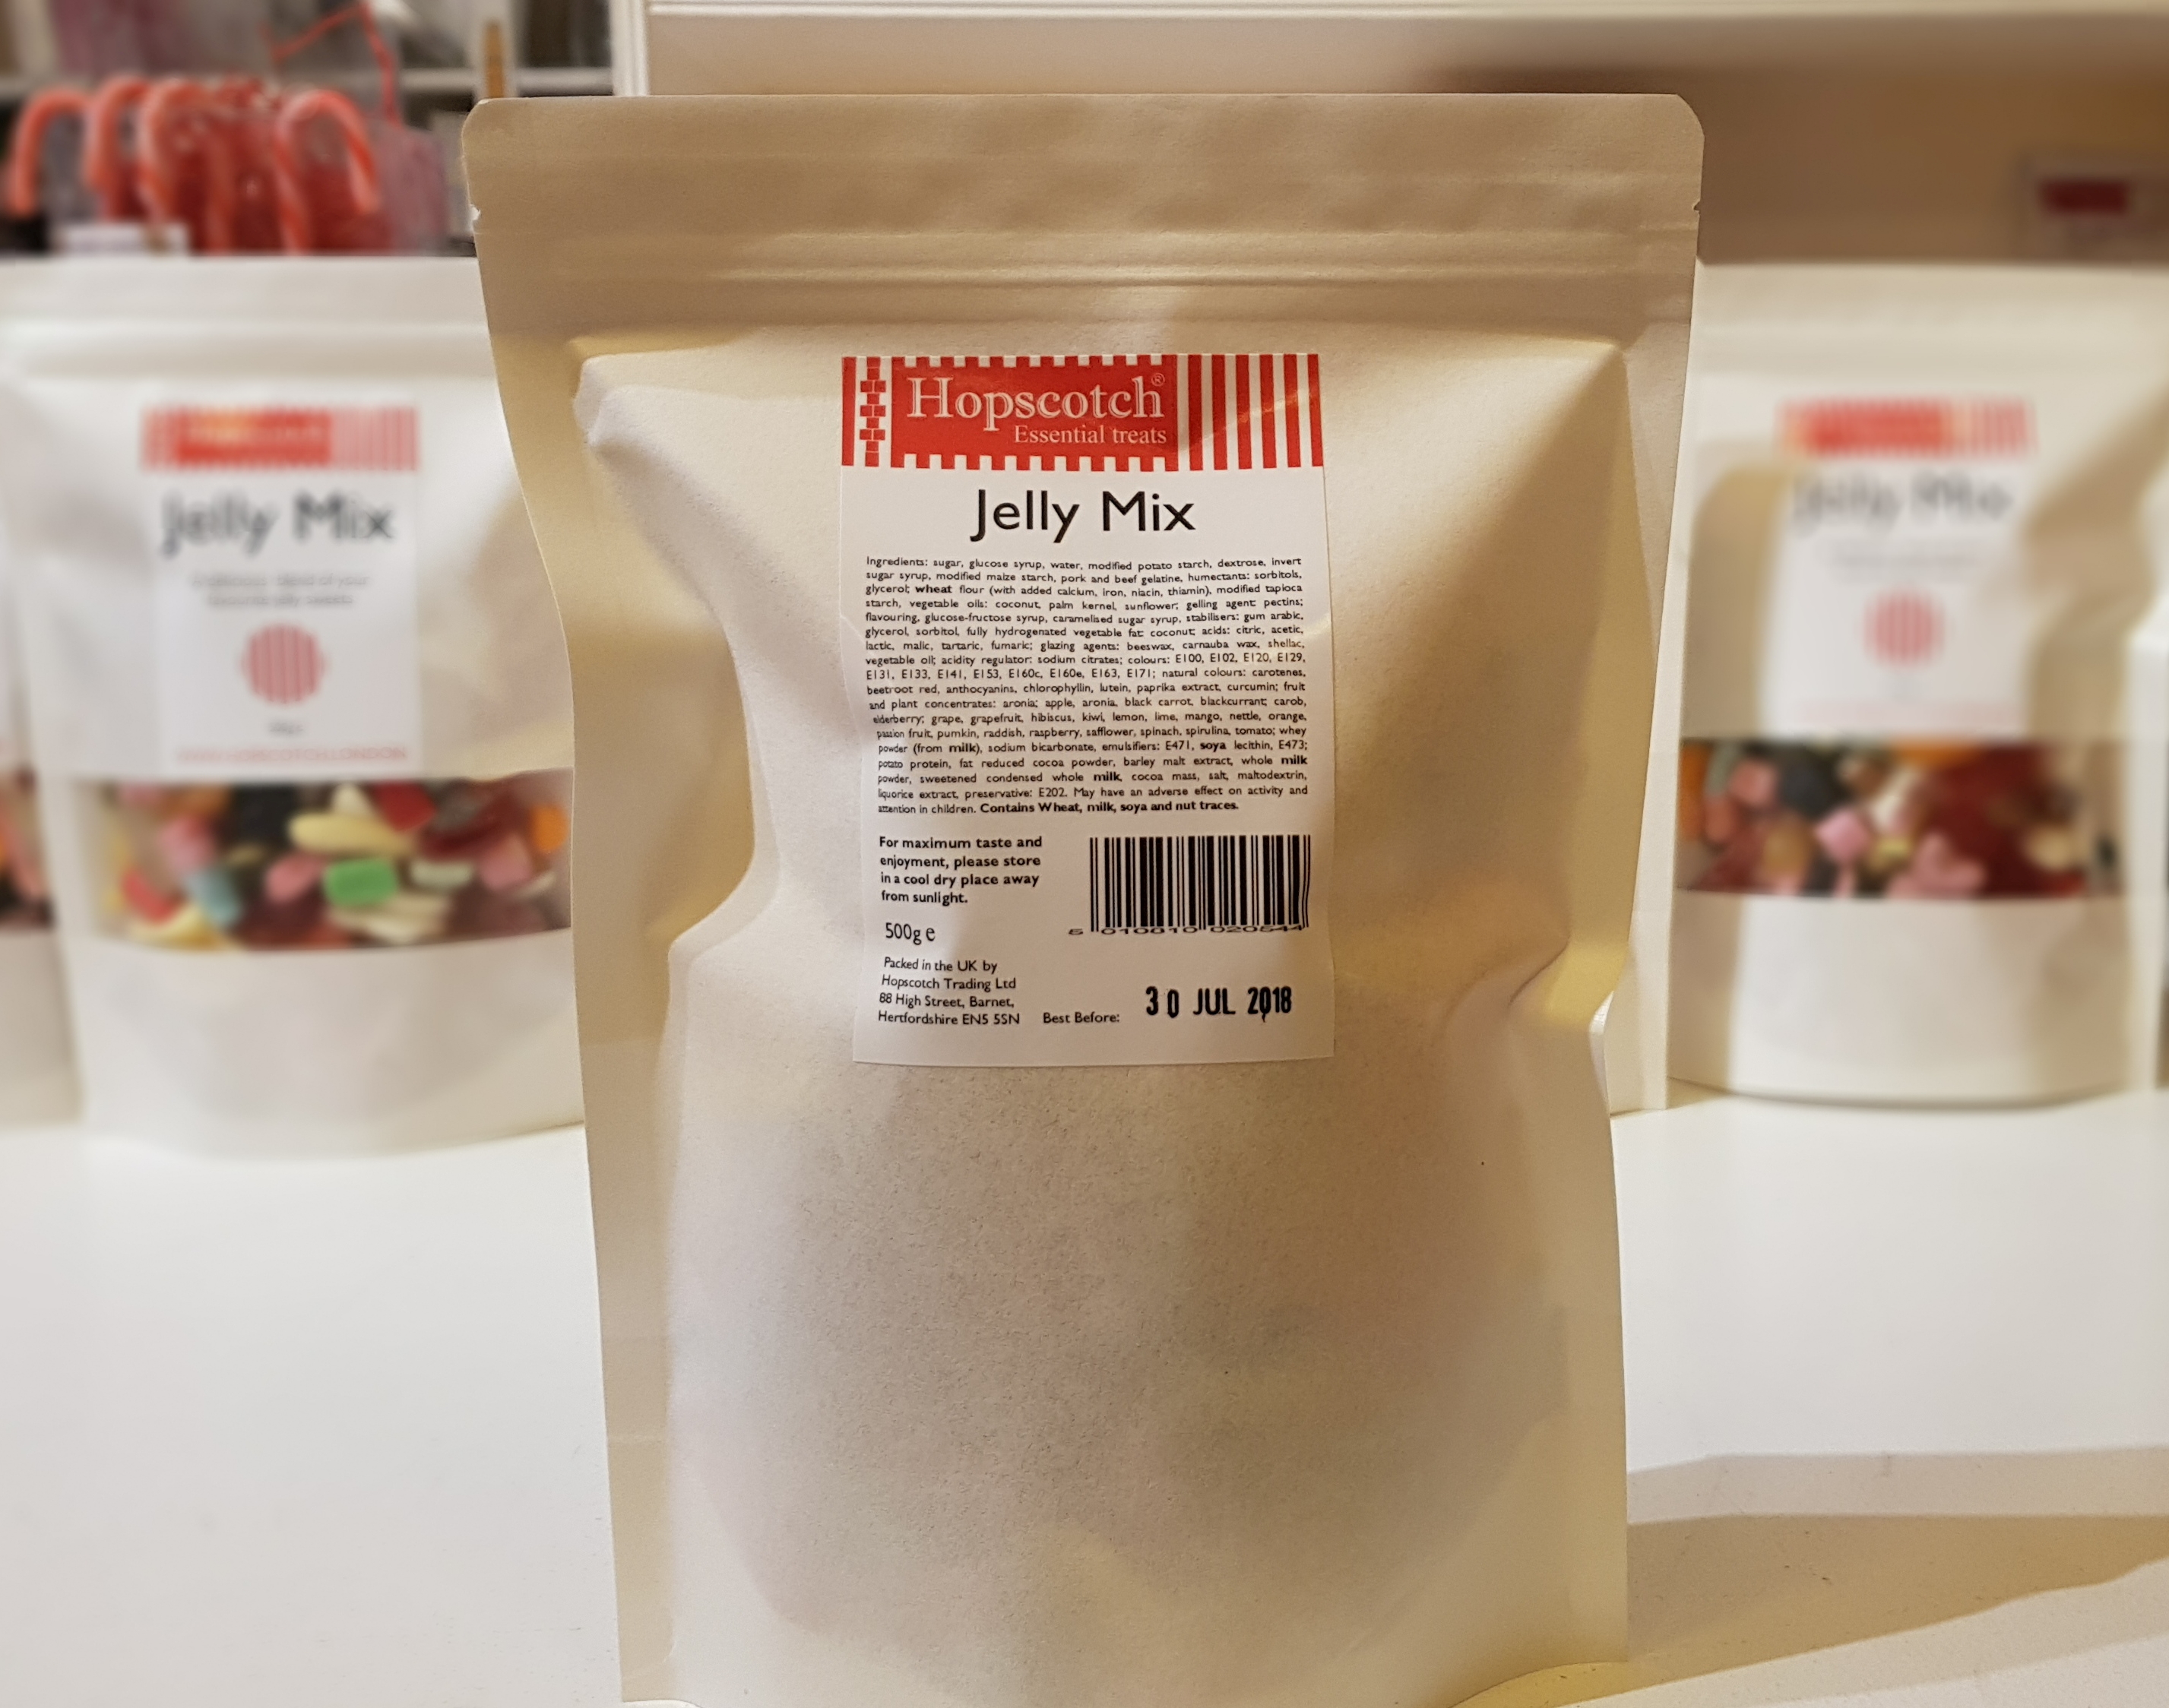 Hopscotch®
Essential treats
Jelly Mix
Ingredients: sugar, glucose syrup, water, modified potato starch, dextrose, invert
sugar syrup, modified maize starch, pork and beef gelatine, humectants: sorbitols,
glycerol; wheat flour (with added calcium, iron, niacin, thiamin), modified tapioca
starch, vegetable oils: coconut, palm kernel, sunflower; gelling agent: pectins;
flavouring, glucose-fructose syrup, caramelised sugar syrup, stabilisers: gum arabic,
glycerol, sorbitol, fully hydrogenated vegetable fat: coconut; acids: citric, acetic,
lactic, malic, tartaric, fumaric; glazing agents: beeswax, carnauba wax, shellac,
vegetable oil; acidity regulator: sodium citrates; colours: E100, E102, E120, E129,
E131, E133, E141, E153, E160c, E160e, E163, E171; natural colours: carotenes,
beetroot red, anthocyanins, chlorophyllin, lutein, paprika extract, curcumin; fruit
and plant concentrates: aronia; apple, aronia, black carrot, blackcurrant; carob,
elderberry; grape, grapefruit, hibiscus, kiwi, lemon, lime, mango, nettle, orange,
passion fruit, pumkin, raddish, raspberry, safflower, spinach, spirulina, tomato; whey
powder (from milk), sodium bicarbonate, emulsifiers: E471, soya lecithin, E473;
potato protein, fat reduced cocoa powder, barley malt extract, whole milk
powder, sweetened condensed whole milk, cocoa mass, salt, maltodextrin,
liquorice extract, preservative: E202. May have an adverse effect on activity and
attention in children. Contains Wheat, milk, soya and nut traces.
For maximum taste and
enjoyment, please store
in a cool dry place away
from sunlight.
5 010010 020544
500g e
Packed in the UK by
Hopscotch Trading Ltd
88 High Street, Barnet,
Hertfordshire EN5 5SN
Best Before: 30 JUL 2018
Jelly Mix
Jelly Mix